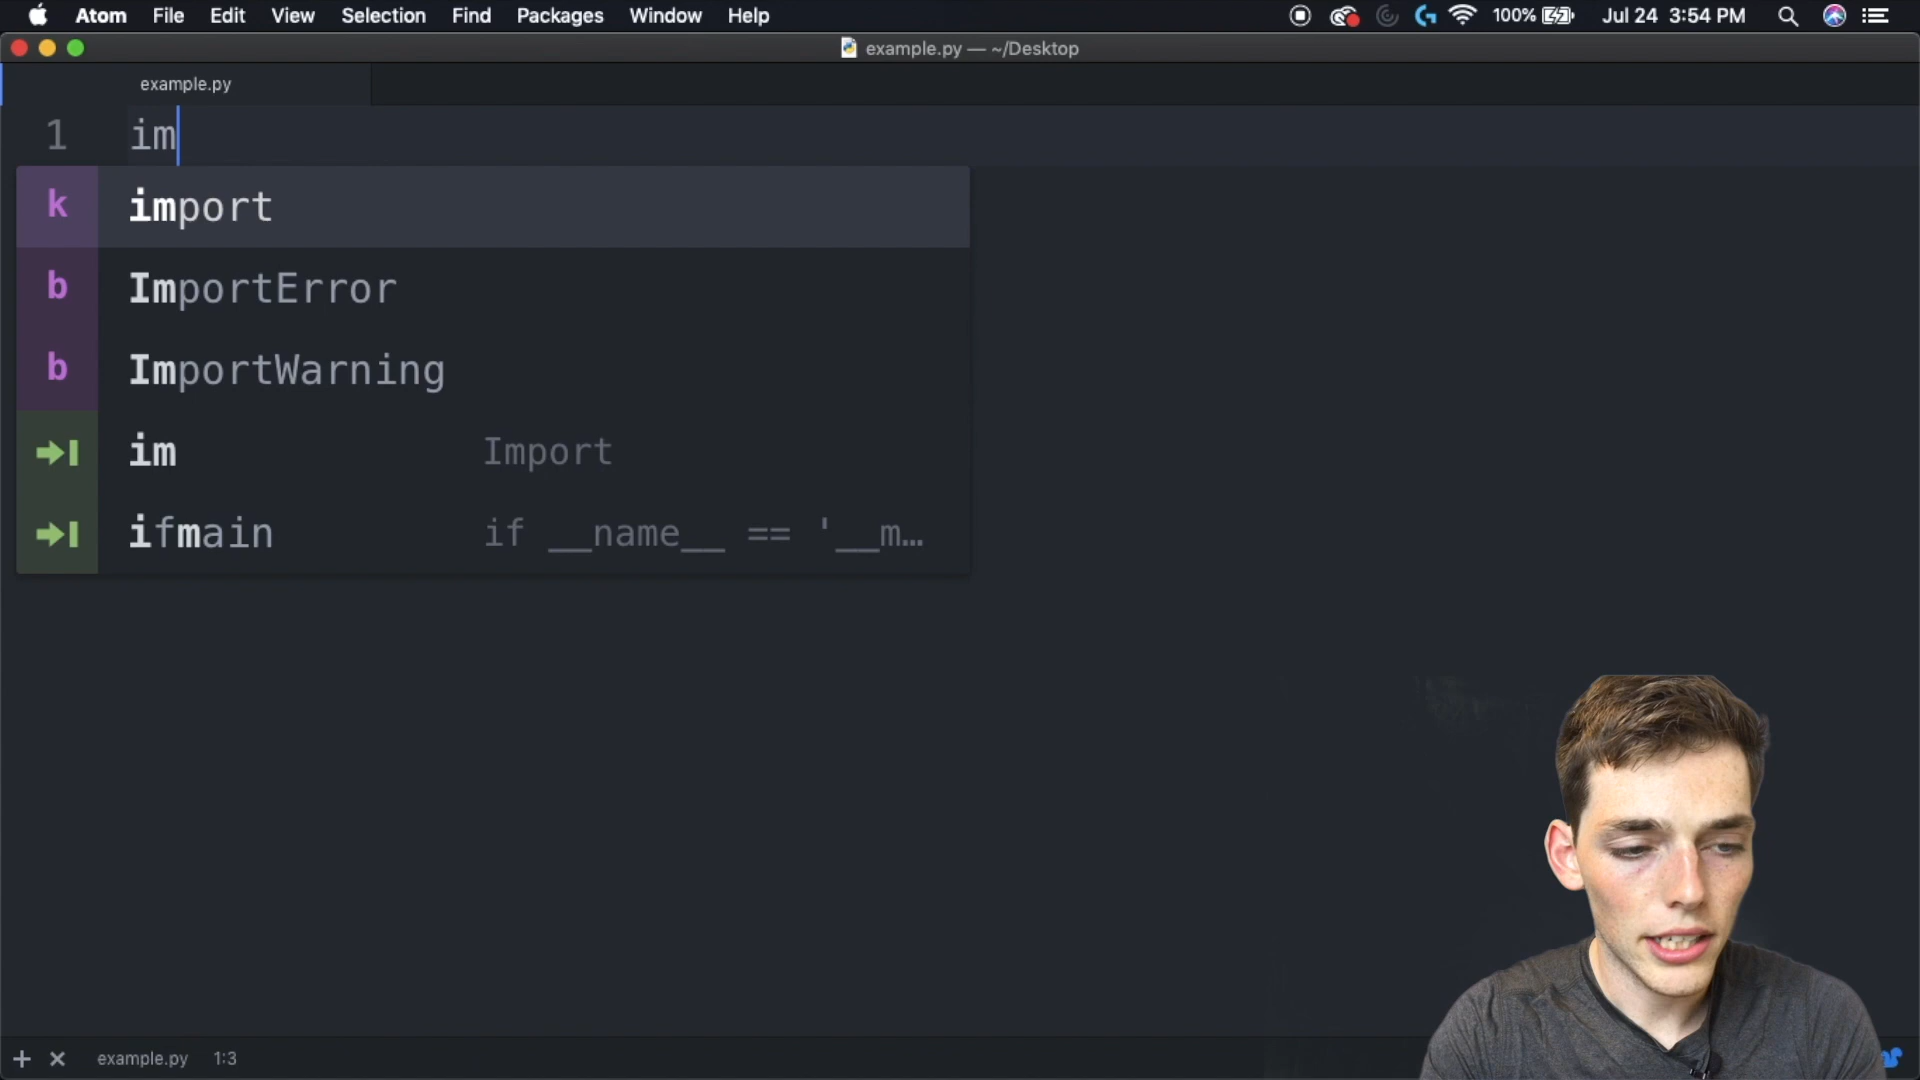 Atom File Edit View Selection Find Packages Window Help 100% Jul 24 3:54 PM
example.py — ~/Desktop
example.py
1 im
k import
b ImportError
b ImportWarning
im Import
ifmain if __name__ == '__m…
+ × example.py 1:3